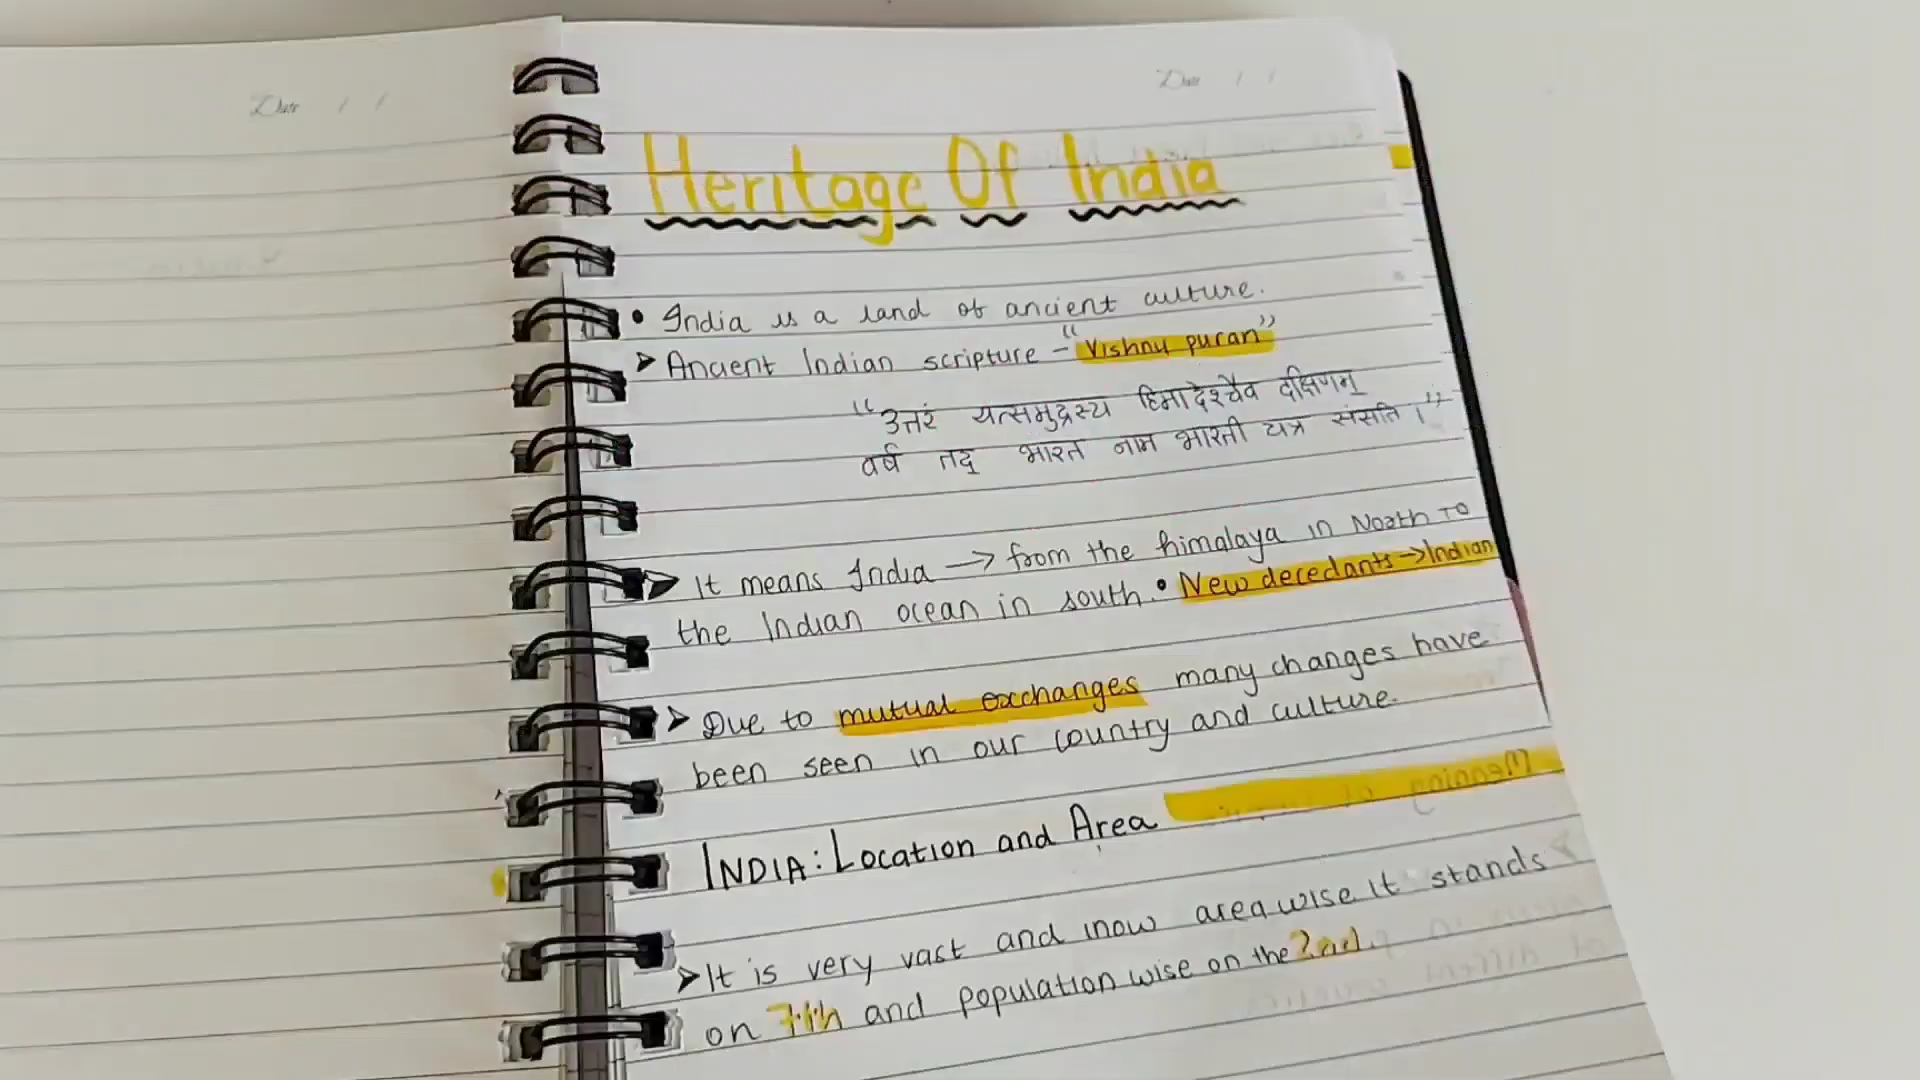 Date / /
Date / /
Heritage Of India
• India is a land of ancient culture.
➤ Ancient Indian scripture - "Vishnu puran"
"उत्तरं यत्समुद्रस्य हिमाद्रेश्चैव दक्षिणम्
वर्ष तद् भारत नाम भारती यत्र संसति ।"
➤ It means India → from the himalaya in North to
the Indian ocean in south. • New decedants → Indian
➤ Due to mutual exchanges many changes have
been seen in our country and culture.
INDIA: Location and Area
➤ It is very vast and now area wise it stands
on 7th and population wise on the 2nd.